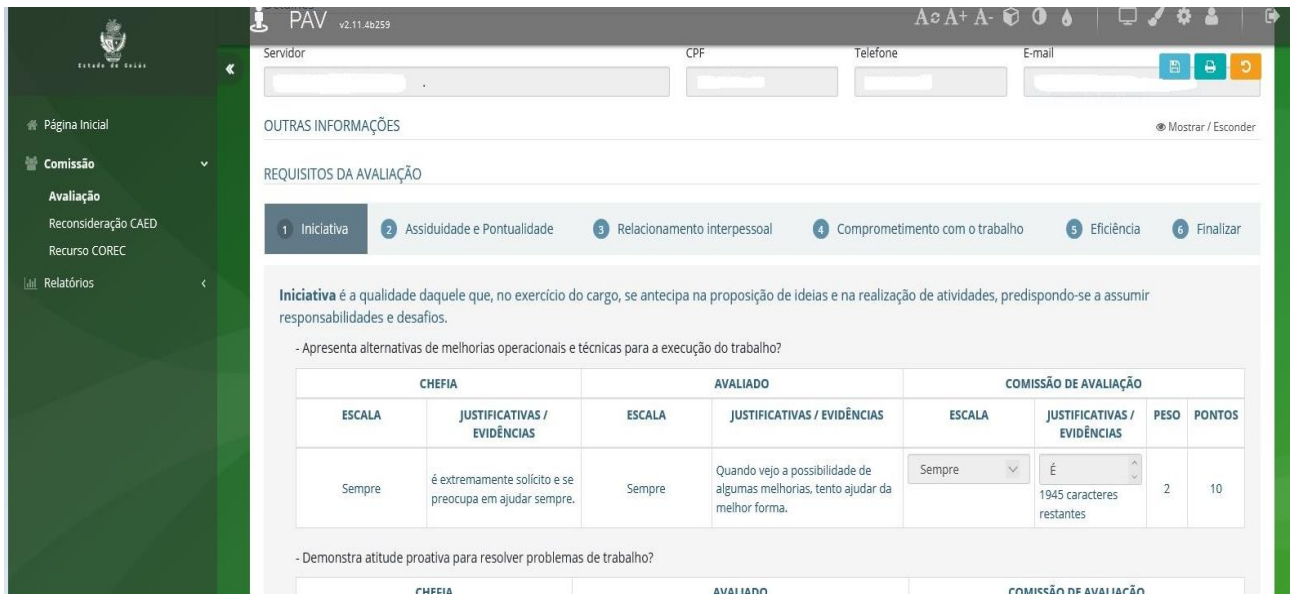 PAV v2.11.4b259
A A+ A-
Estado de Goiás
Servidor CPF Telefone E-mail
Página Inicial
Comissão
Avaliação
Reconsideração CAED
Recurso COREC
Relatórios
OUTRAS INFORMAÇÕES Mostrar / Esconder
REQUISITOS DA AVALIAÇÃO
1 Iniciativa 2 Assiduidade e Pontualidade 3 Relacionamento interpessoal 4 Comprometimento com o trabalho 5 Eficiência 6 Finalizar
Iniciativa é a qualidade daquele que, no exercício do cargo, se antecipa na proposição de ideias e na realização de atividades, predispondo-se a assumir
responsabilidades e desafios.
- Apresenta alternativas de melhorias operacionais e técnicas para a execução do trabalho?
CHEFIA AVALIADO COMISSÃO DE AVALIAÇÃO
ESCALA JUSTIFICATIVAS / EVIDÊNCIAS ESCALA JUSTIFICATIVAS / EVIDÊNCIAS ESCALA JUSTIFICATIVAS / EVIDÊNCIAS PESO PONTOS
Sempre
é extremamente solícito e se
preocupa em ajudar sempre.
Sempre
Quando vejo a possibilidade de
algumas melhorias, tento ajudar da
melhor forma.
Sempre
É
1945 caracteres
restantes
2
10
- Demonstra atitude proativa para resolver problemas de trabalho?
CHEFIA AVALIADO COMISSÃO DE AVALIAÇÃO